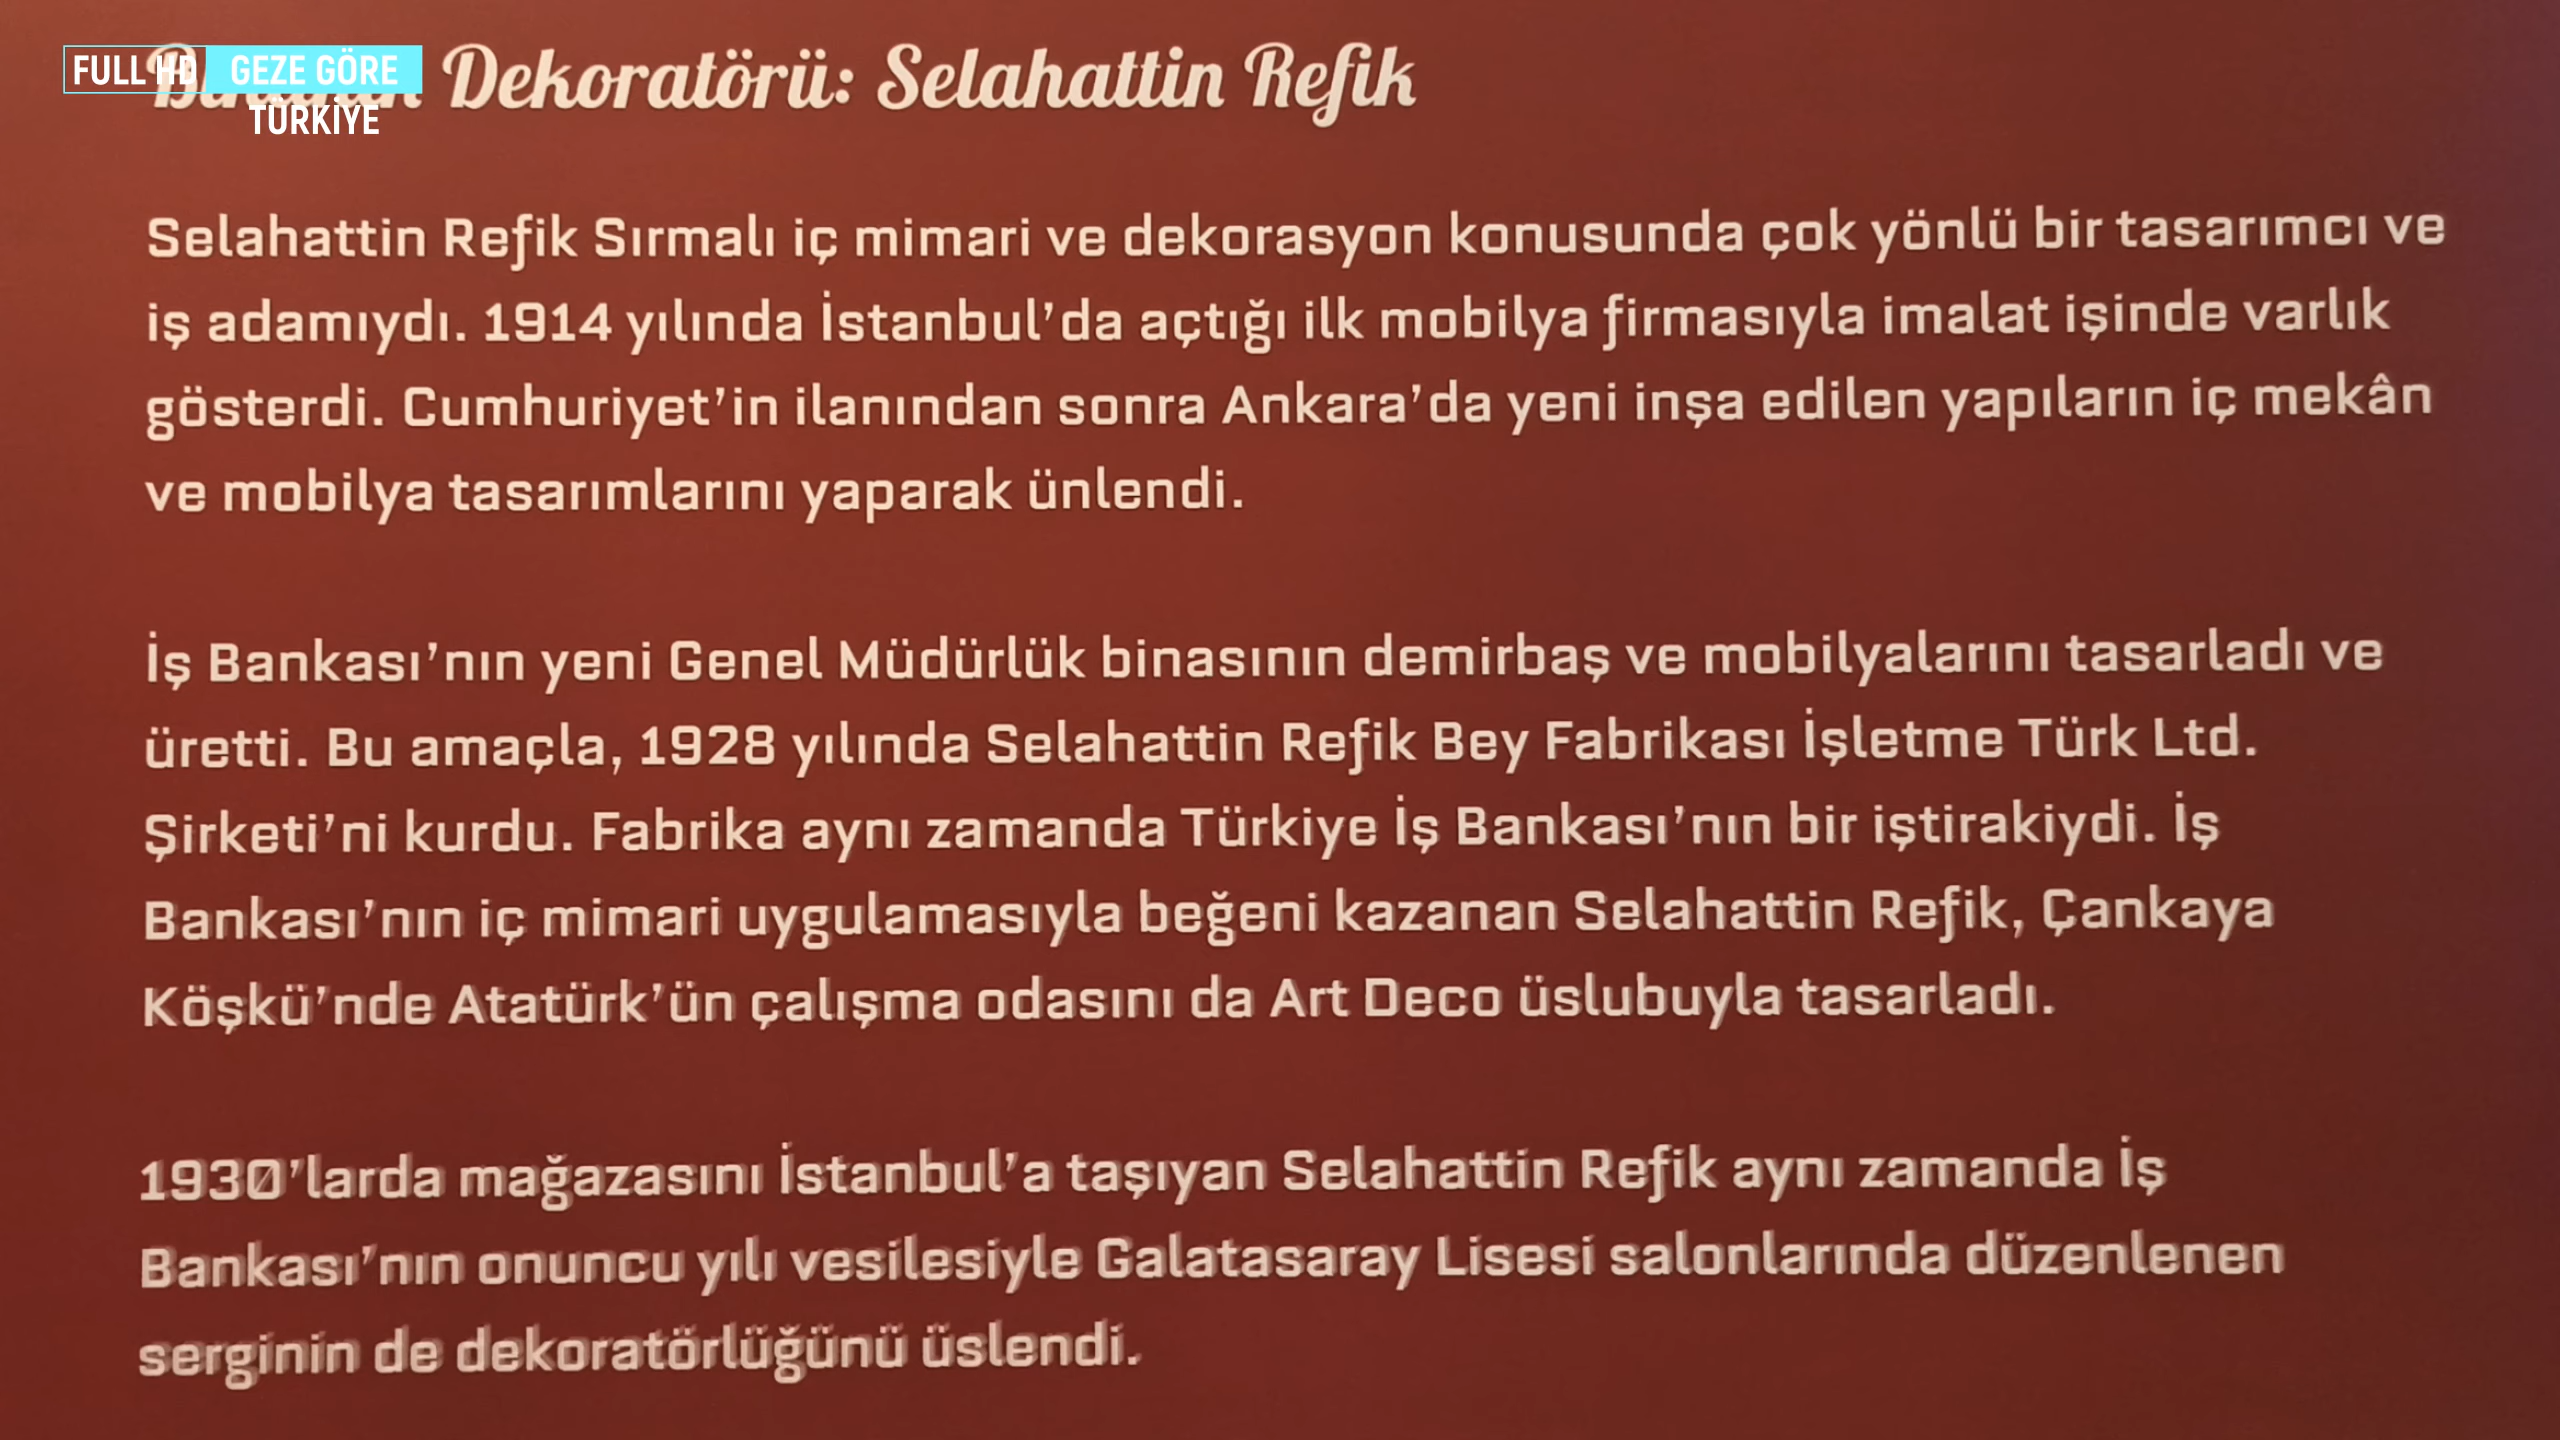 FULL HD GEZE GÖRE
TÜRKİYE
Dekoratörü: Selahattin Refik
Selahattin Refik Sırmalı iç mimari ve dekorasyon konusunda çok yönlü bir tasarımcı ve
iş adamıydı. 1914 yılında İstanbul’da açtığı ilk mobilya firmasıyla imalat işinde varlık
gösterdi. Cumhuriyet’in ilanından sonra Ankara’da yeni inşa edilen yapıların iç mekân
ve mobilya tasarımlarını yaparak ünlendi.
İş Bankası’nın yeni Genel Müdürlük binasının demirbaş ve mobilyalarını tasarladı ve
üretti. Bu amaçla, 1928 yılında Selahattin Refik Bey Fabrikası İşletme Türk Ltd.
Şirketi’ni kurdu. Fabrika aynı zamanda Türkiye İş Bankası’nın bir iştirakiydi. İş
Bankası’nın iç mimari uygulamasıyla beğeni kazanan Selahattin Refik, Çankaya
Köşkü’nde Atatürk’ün çalışma odasını da Art Deco üslubuyla tasarladı.
1930’larda mağazasını İstanbul’a taşıyan Selahattin Refik aynı zamanda İş
Bankası’nın onuncu yılı vesilesiyle Galatasaray Lisesi salonlarında düzenlenen
serginin de dekoratörlüğünü üslendi.